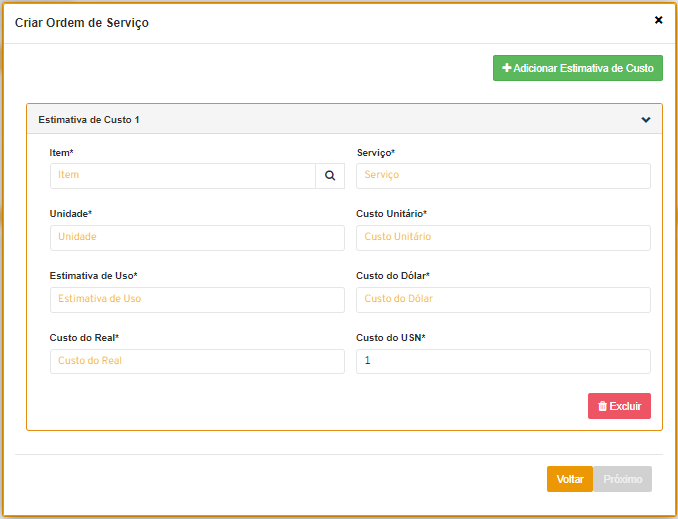 Criar Ordem de Serviço
Adicionar Estimativa de Custo
Estimativa de Custo 1
Item* Serviço*
Item Serviço
Unidade* Custo Unitário*
Unidade Custo Unitário
Estimativa de Uso* Custo do Dólar*
Estimativa de Uso Custo do Dólar
Custo do Real* Custo do USN*
Custo do Real 1
Excluir
Voltar Próximo